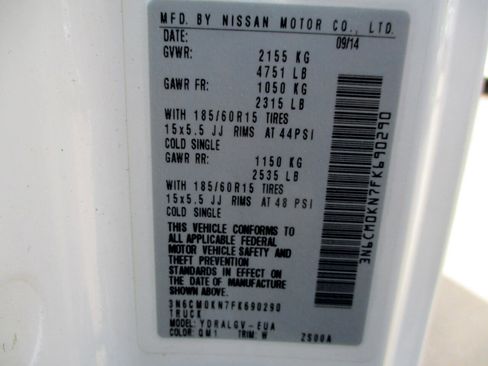 MFD. BY NISSAN MOTOR CO., LTD.
DATE: 09/14
GVWR: 2155 KG
4751 LB
GAWR FR: 1050 KG
2315 LB
WITH 185/60R15 TIRES
15x5.5 JJ RIMS AT 44PSI
COLD SINGLE
GAWR RR: 1150 KG
2535 LB
WITH 185/60R15 TIRES
15x5.5 JJ RIMS AT 48 PSI
COLD SINGLE
THIS VEHICLE CONFORMS TO
ALL APPLICABLE FEDERAL
MOTOR VEHICLE SAFETY AND
THEFT PREVENTION
STANDARDS IN EFFECT ON
THE DATE OF MANUFACTURE
SHOWN ABOVE.
3N6CM0KN7FK690290
TRUCK
MODEL: YDRALGV-EUA
COLOR: QM1 TRIM: W 2S00A
3N6CM0KN7FK690290